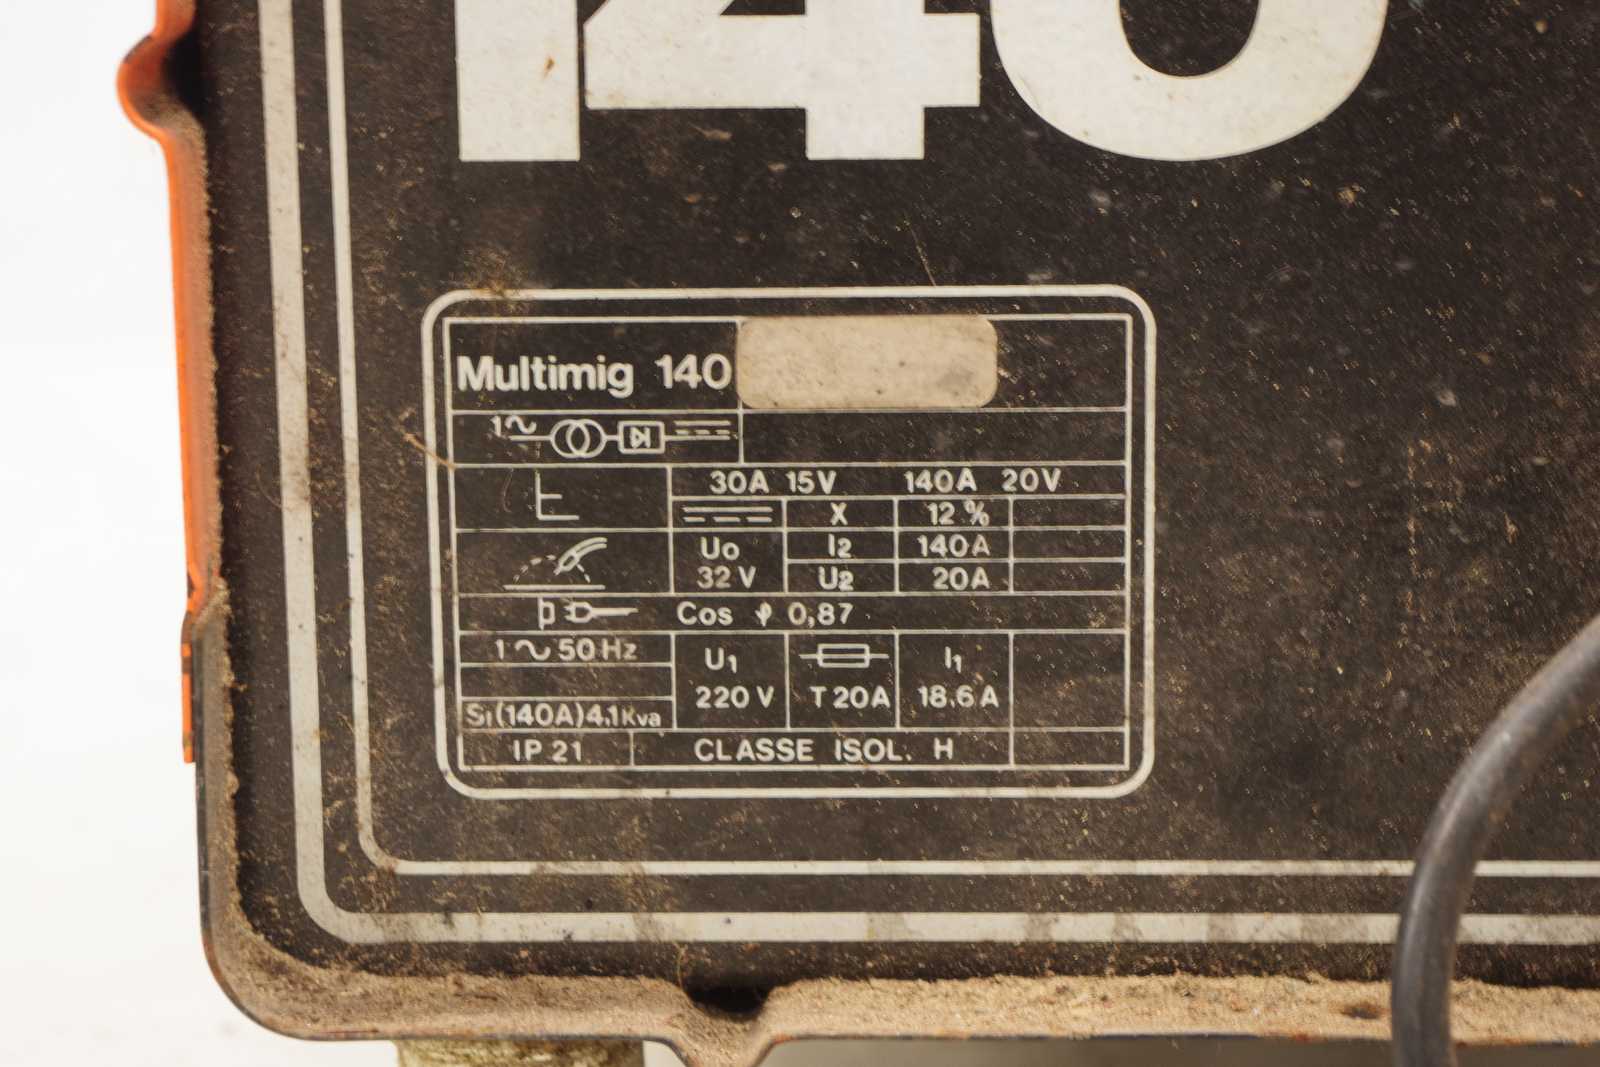 140
Multimig 140
1~
30A 15V 140A 20V
X 12 %
Uo I2 140A
32 V U2 20A
Cos φ 0,87
1~50 Hz
U1 I1
220 V T 20A 18.6 A
S1(140A)4.1Kva
IP 21 CLASSE ISOL. H